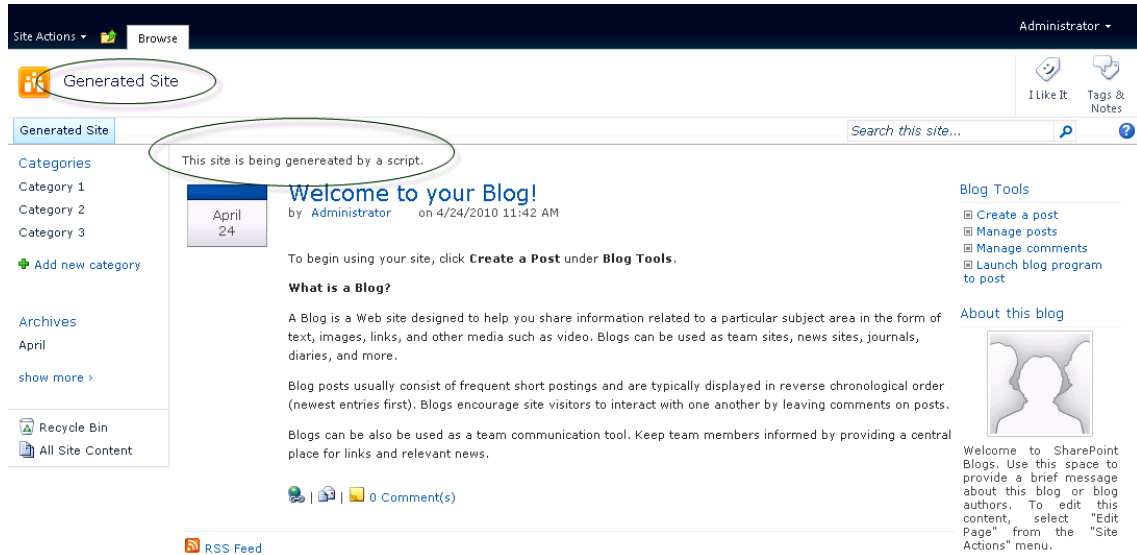 Site Actions
Browse
Administrator
Generated Site
I Like It
Tags &
Notes
Generated Site
Search this site...
Categories
Category 1
Category 2
Category 3
Add new category
Archives
April
show more ›
Recycle Bin
All Site Content
This site is being genereated by a script.
April
24
Welcome to your Blog!
by Administrator on 4/24/2010 11:42 AM
To begin using your site, click Create a Post under Blog Tools.
What is a Blog?
A Blog is a Web site designed to help you share information related to a particular subject area in the form of
text, images, links, and other media such as video. Blogs can be used as team sites, news sites, journals,
diaries, and more.
Blog posts usually consist of frequent short postings and are typically displayed in reverse chronological order
(newest entries first). Blogs encourage site visitors to interact with one another by leaving comments on posts.
Blogs can be also be used as a team communication tool. Keep team members informed by providing a central
place for links and relevant news.
| | 0 Comment(s)
RSS Feed
Blog Tools
Create a post
Manage posts
Manage comments
Launch blog program
to post
About this blog
Welcome to SharePoint
Blogs. Use this space to
provide a brief message
about this blog or blog
authors. To edit this
content, select "Edit
Page" from the "Site
Actions" menu.